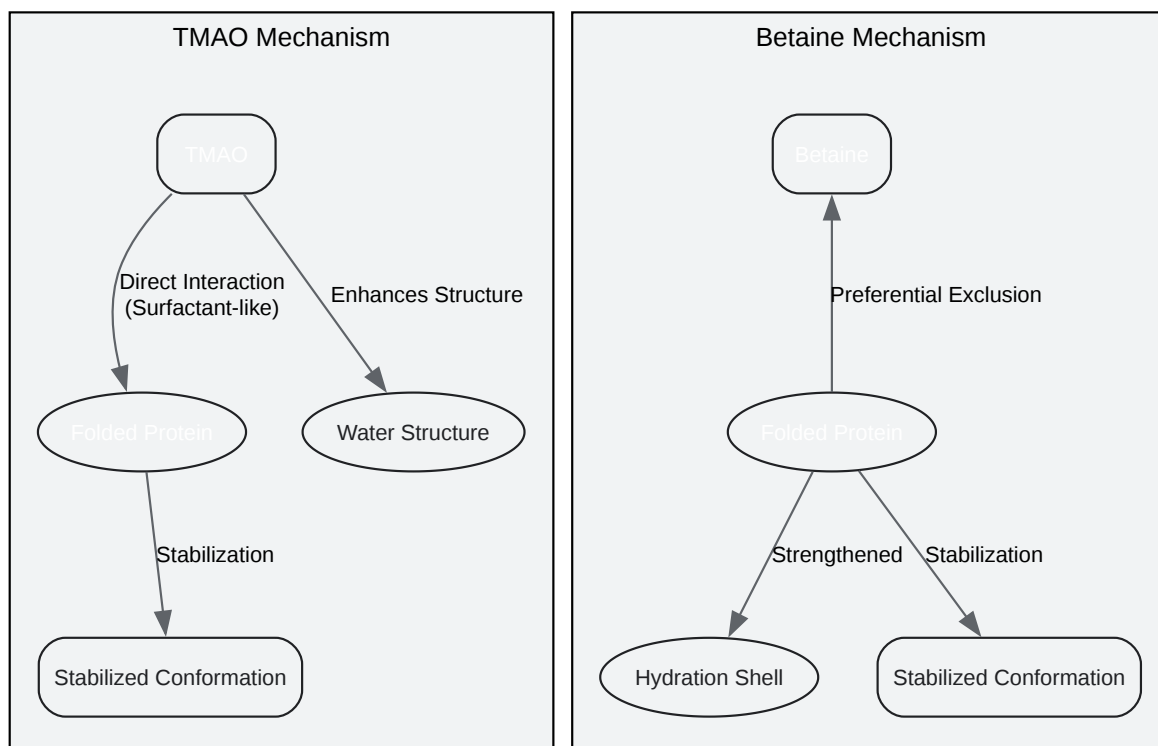 TMAO Mechanism
TMAO
Direct Interaction
(Surfactant-like)
Enhances Structure
Folded Protein
Water Structure
Stabilization
Stabilized Conformation
Betaine Mechanism
Betaine
Preferential Exclusion
Folded Protein
Strengthened
Stabilization
Hydration Shell
Stabilized Conformation